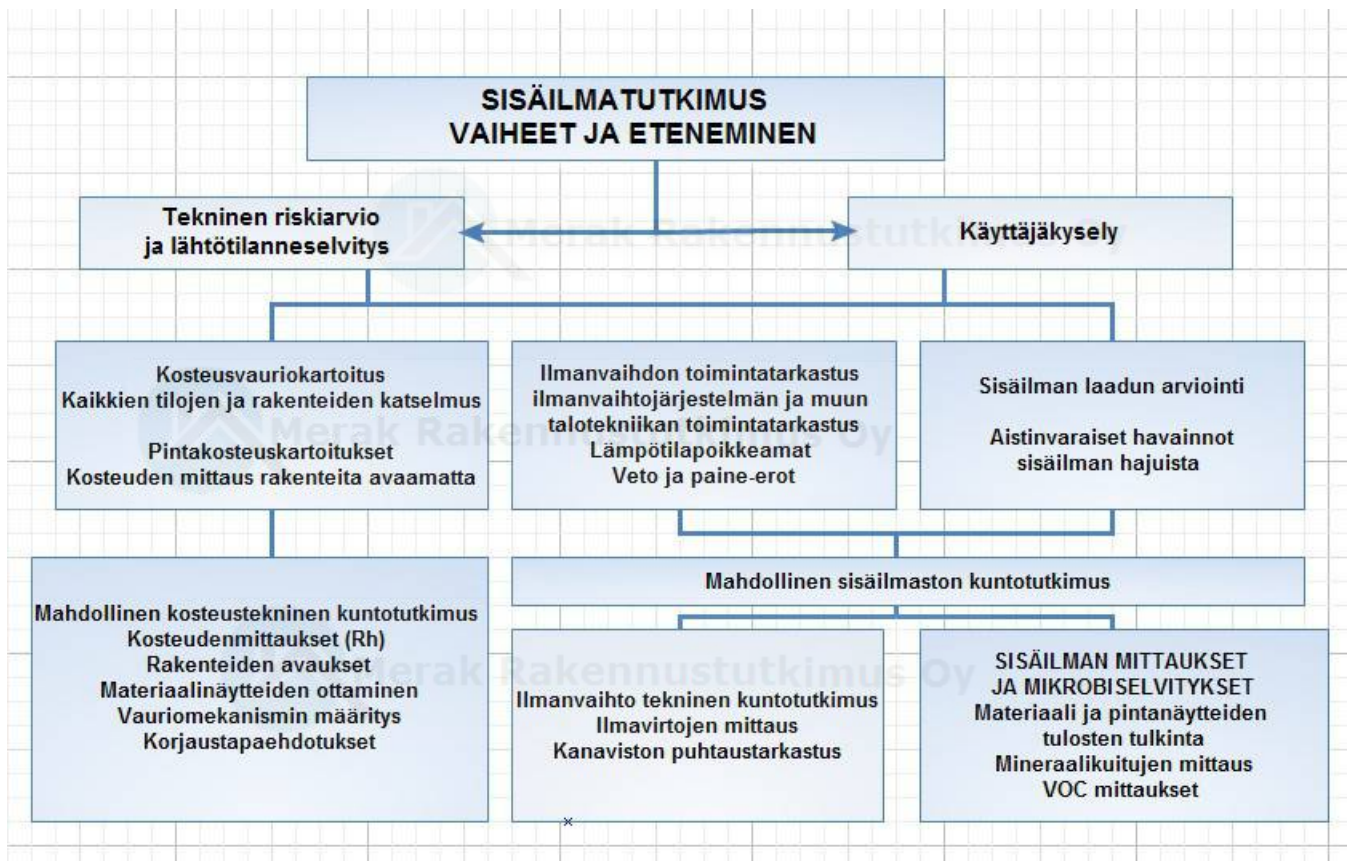 SISÄILMATUTKIMUS
VAIHEET JA ETENEMINEN
Tekninen riskiarvio
ja lähtötilanneselvitys
Käyttäjäkysely
Merak Rakennustutkimus Oy
Kosteusvauriokartoitus
Kaikkien tilojen ja rakenteiden katselmus
Pintakosteuskartoitukset
Kosteuden mittaus rakenteita avaamatta
Ilmanvaihdon toimintatarkastus
ilmanvaihtojärjestelmän ja muun
talotekniikan toimintatarkastus
Lämpötilapoikkeamat
Veto ja paine-erot
Sisäilman laadun arviointi
Aistinvaraiset havainnot
sisäilman hajuista
Merak Rakennustutkimus Oy
Mahdollinen kosteustekninen kuntotutkimus
Kosteudenmittaukset (Rh)
Rakenteiden avaukset
Materiaalinäytteiden ottaminen
Vauriomekanismin määritys
Korjaustapaehdotukset
Mahdollinen sisäilmaston kuntotutkimus
Ilmanvaihto tekninen kuntotutkimus
Ilmavirtojen mittaus
Kanaviston puhtaustarkastus
SISÄILMAN MITTAUKSET
JA MIKROBISELVITYKSET
Materiaali ja pintanäytteiden
tulosten tulkinta
Mineraalikuitujen mittaus
VOC mittaukset
Merak Rakennustutkimus Oy